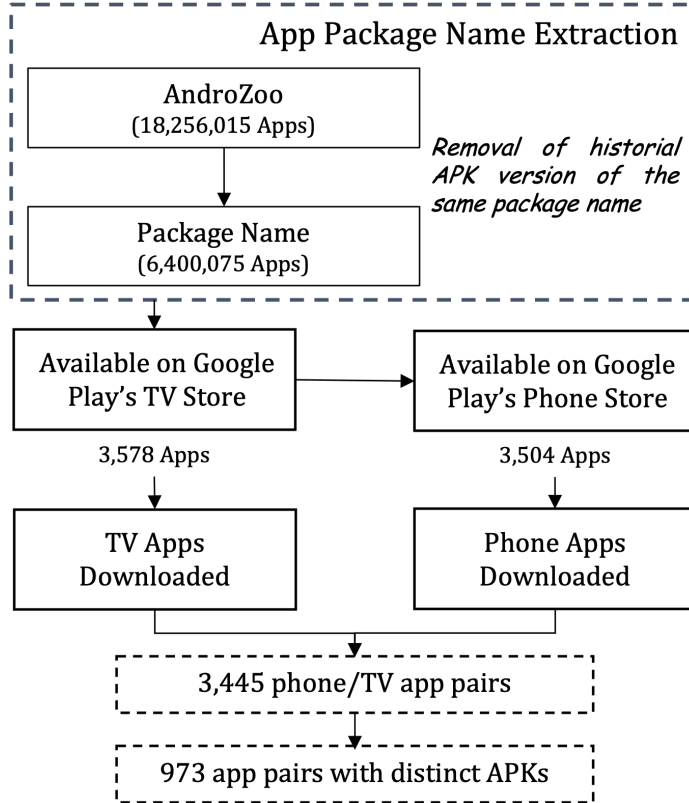 App Package Name Extraction
AndroZoo
(18,256,015 Apps)
Removal of historial
APK version of the
same package name
Package Name
(6,400,075 Apps)
Available on Google
Play's TV Store
Available on Google
Play's Phone Store
3,578 Apps
3,504 Apps
TV Apps
Downloaded
Phone Apps
Downloaded
3,445 phone/TV app pairs
973 app pairs with distinct APKs